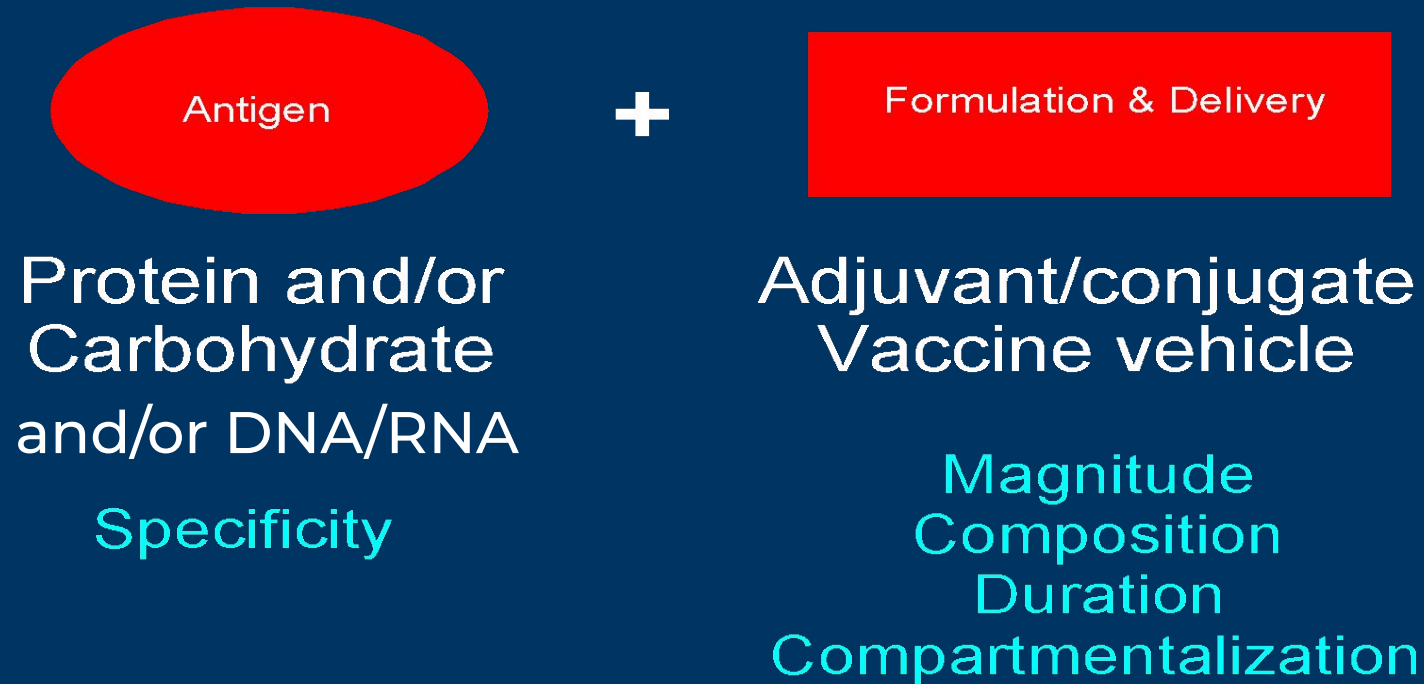 Antigen
+
Formulation & Delivery
Protein and/or
Carbohydrate
and/or DNA/RNA
Specificity
Adjuvant/conjugate
Vaccine vehicle
Magnitude
Composition
Duration
Compartmentalization